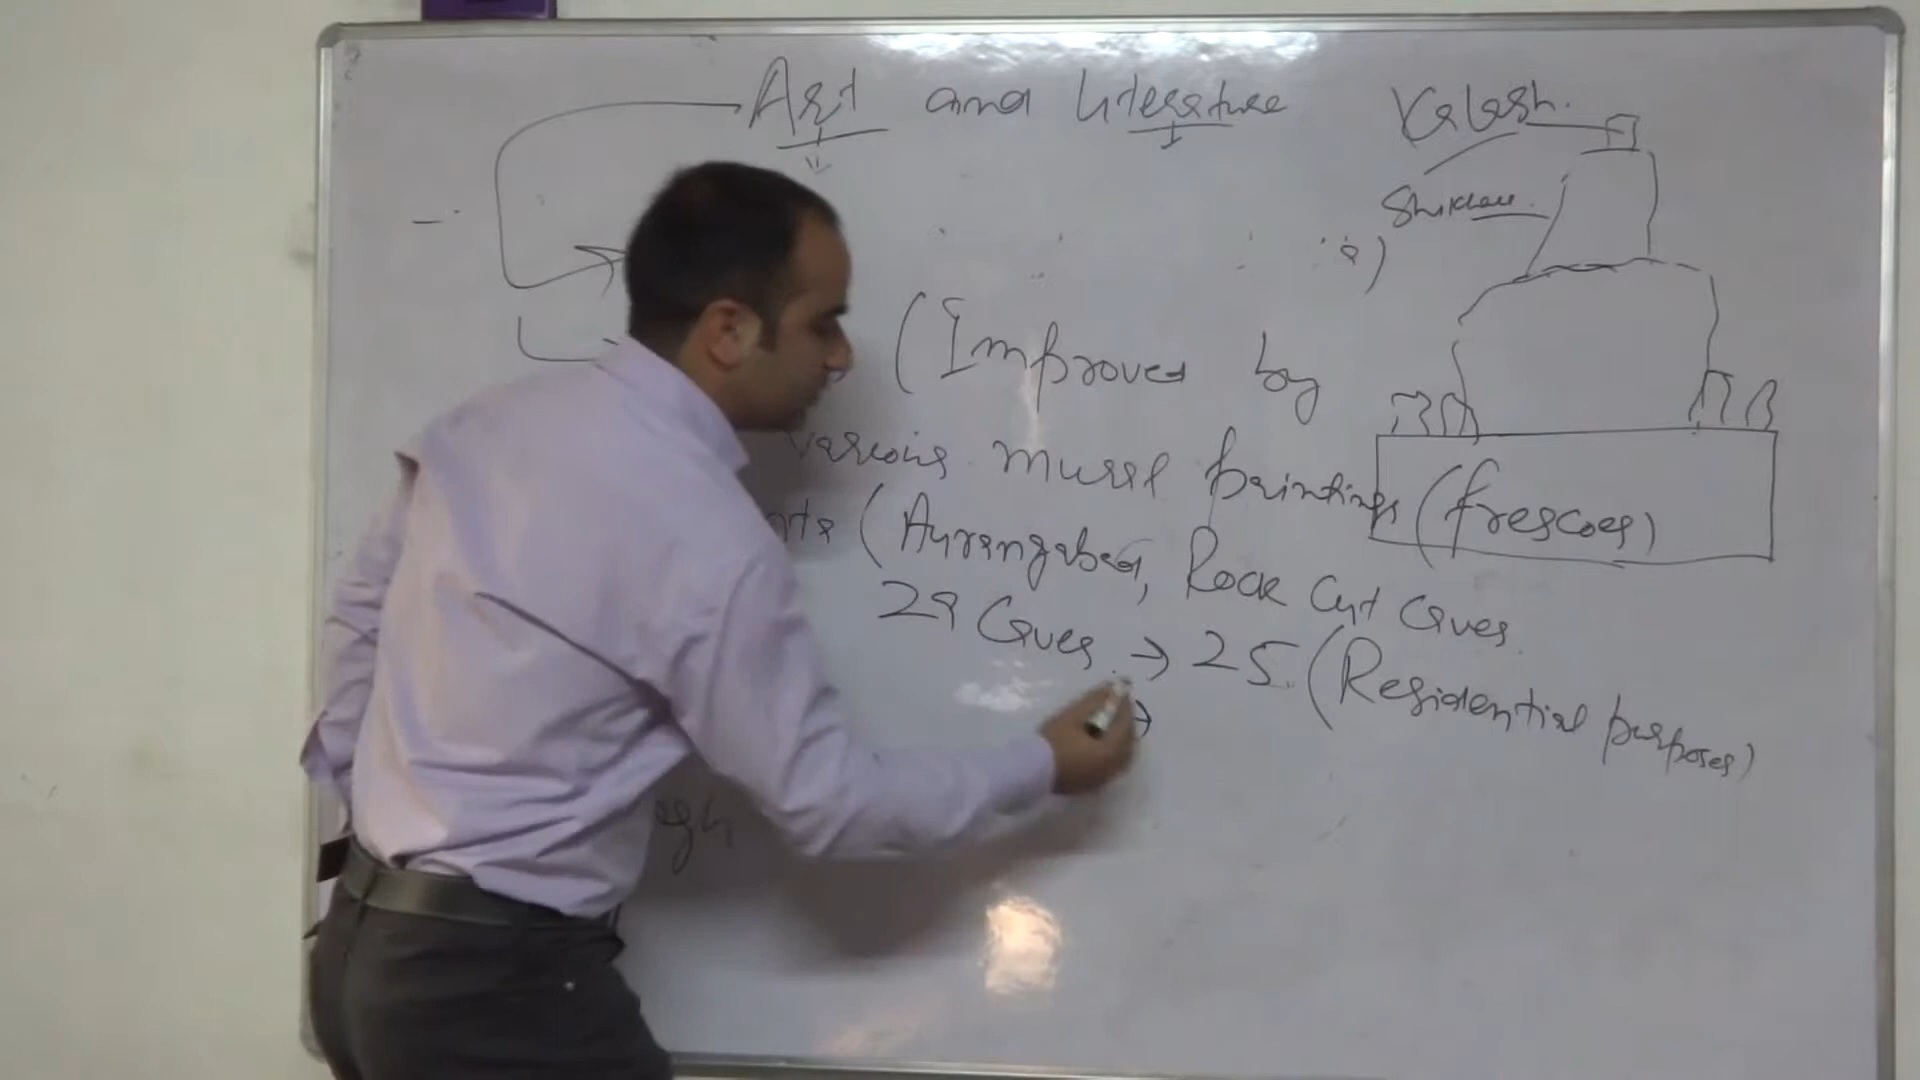 Art and Literature
Kalash.
Shikhar.
(Improved by
various mural paintings (frescoes)
(Aurangabad, Rock Cut Caves
29 Caves → 25 (Residential purposes)